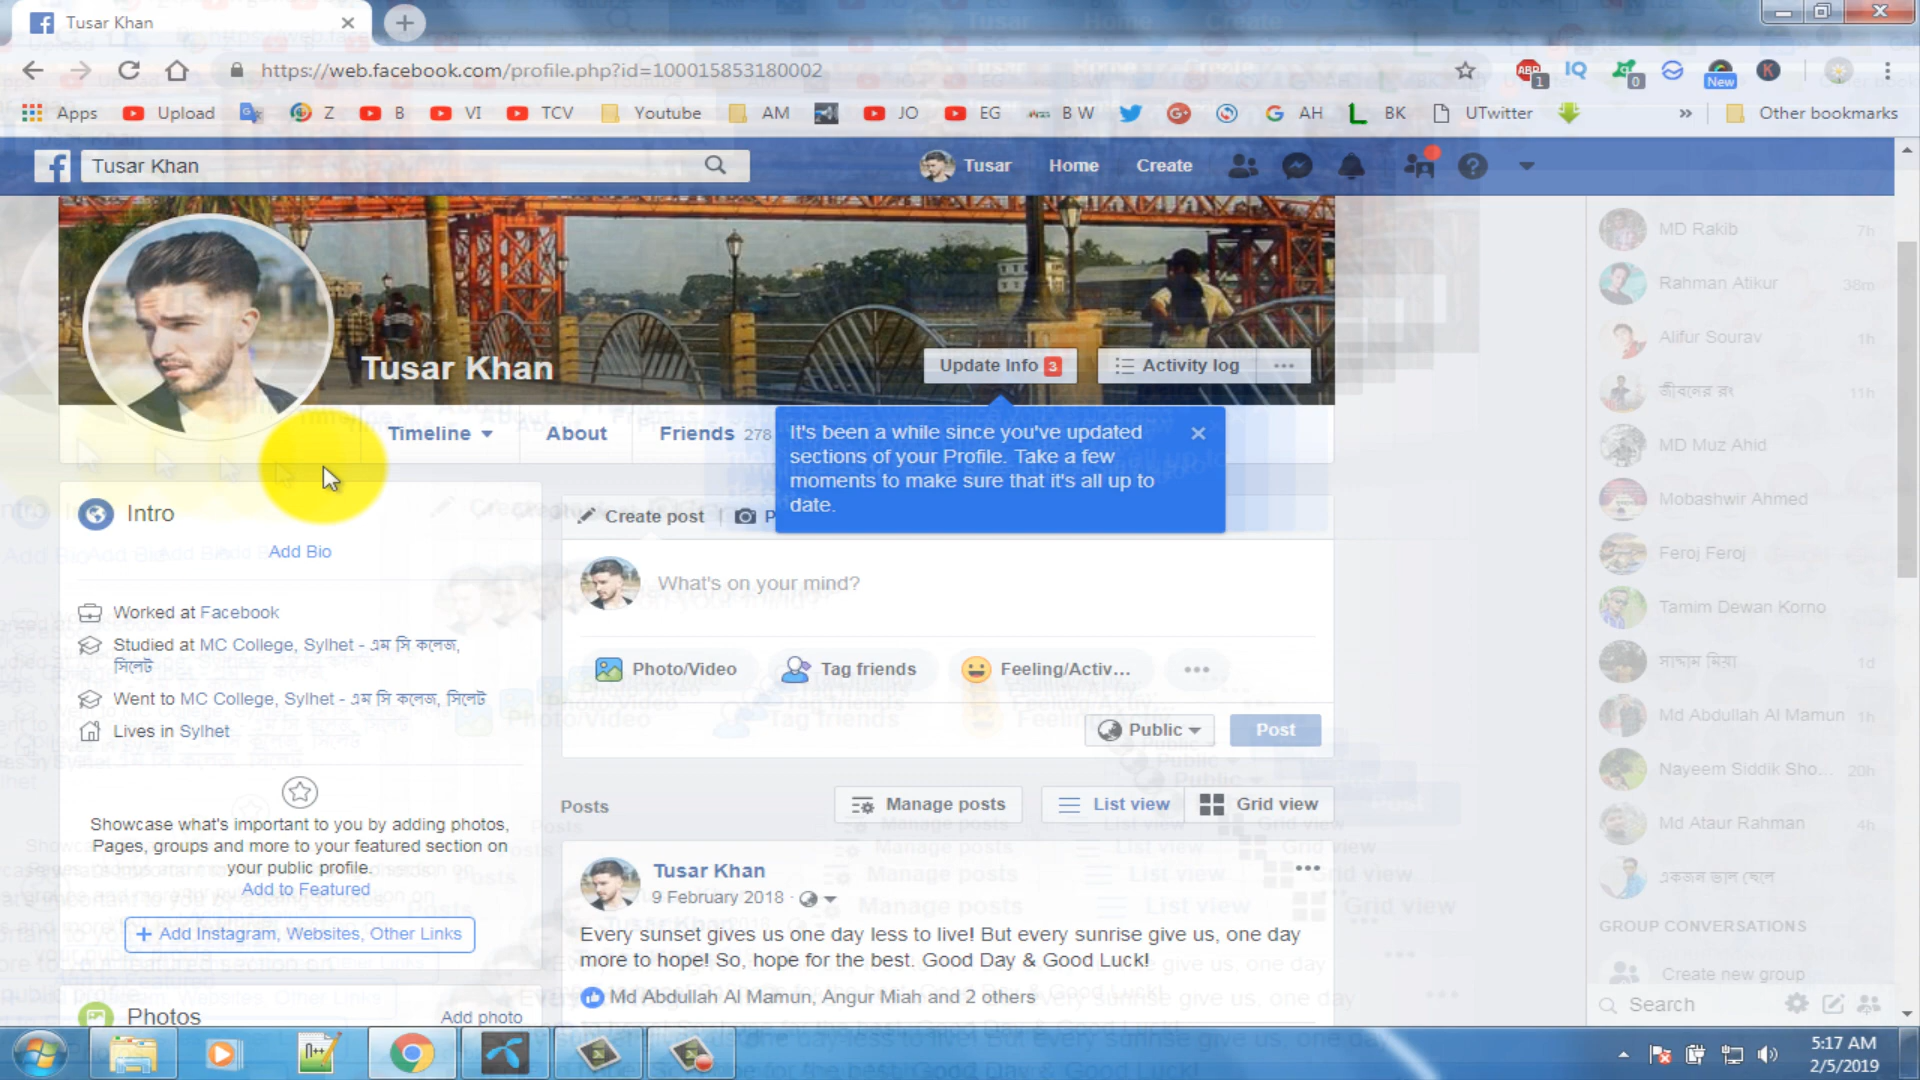 Tusar Khan
https://web.facebook.com/profile.php?id=100015853180002
ABP 1 IQ 0 New K
Apps Upload Z B VI TCV Youtube AM JO EG B W AH BK UTwitter » Other bookmarks
Tusar Khan
Tusar Home Create
Tusar Khan
Update Info 3
Activity log
Timeline About Friends 278
It's been a while since you've updated
sections of your Profile. Take a few
moments to make sure that it's all up to
date.
Intro
Add Bio
Worked at Facebook
Studied at MC College, Sylhet - এম সি কলেজ,
সিলেট
Went to MC College, Sylhet - এম সি কলেজ, সিলেট
Lives in Sylhet
Showcase what's important to you by adding photos,
Pages, groups and more to your featured section on
your public profile.
Add to Featured
+ Add Instagram, Websites, Other Links
Photos Add photo
Create post P
What's on your mind?
Photo/Video Tag friends Feeling/Activ...
Public Post
Posts Manage posts List view Grid view
Tusar Khan
9 February 2018
Every sunset gives us one day less to live! But every sunrise give us, one day
more to hope! So, hope for the best. Good Day & Good Luck!
Md Abdullah Al Mamun, Angur Miah and 2 others
MD Rakib 7h
Rahman Atikur 38m
Alifur Sourav 1h
জীবনের রং 11h
MD Muz Ahid
Mobashwir Ahmed
Feroj Feroj
Tamim Dewan Korno
সাদ্দাম মিয়া 1d
Md Abdullah Al Mamun 1h
Nayeem Siddik Sho... 20h
Md Ataur Rahman 4h
একজন ভাল ছেলে
GROUP CONVERSATIONS
Create new group
Search
5:17 AM
2/5/2019